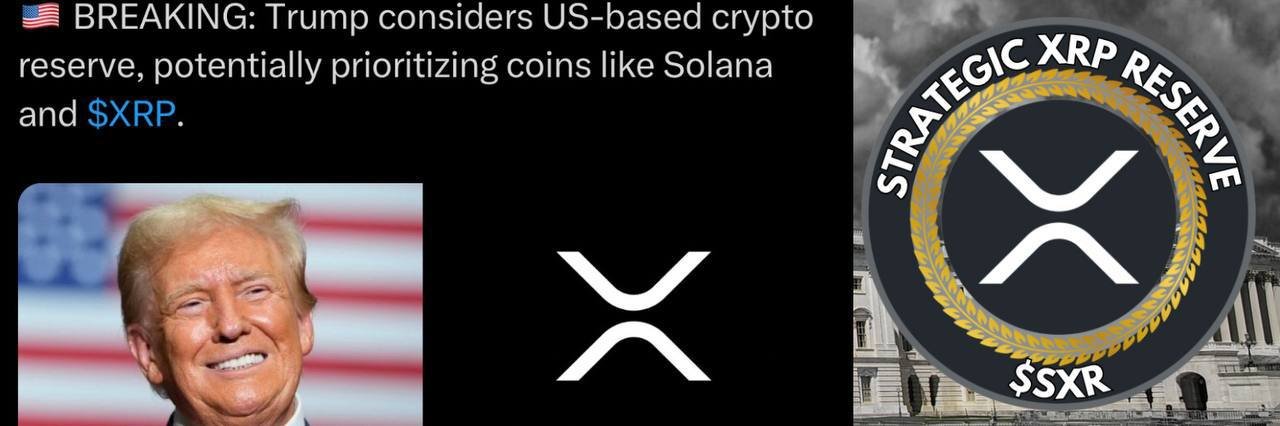 🇺🇸 BREAKING: Trump considers US-based crypto
reserve, potentially prioritizing coins like Solana
and $XRP.
STRATEGIC XRP RESERVE
$SXR